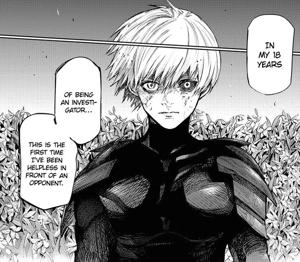 IN
MY 18
YEARS
OF BEING
AN INVESTI-
GATOR...
THIS IS
THE FIRST
TIME
I'VE BEEN
HELPLESS IN
FRONT OF AN
OPPONENT.